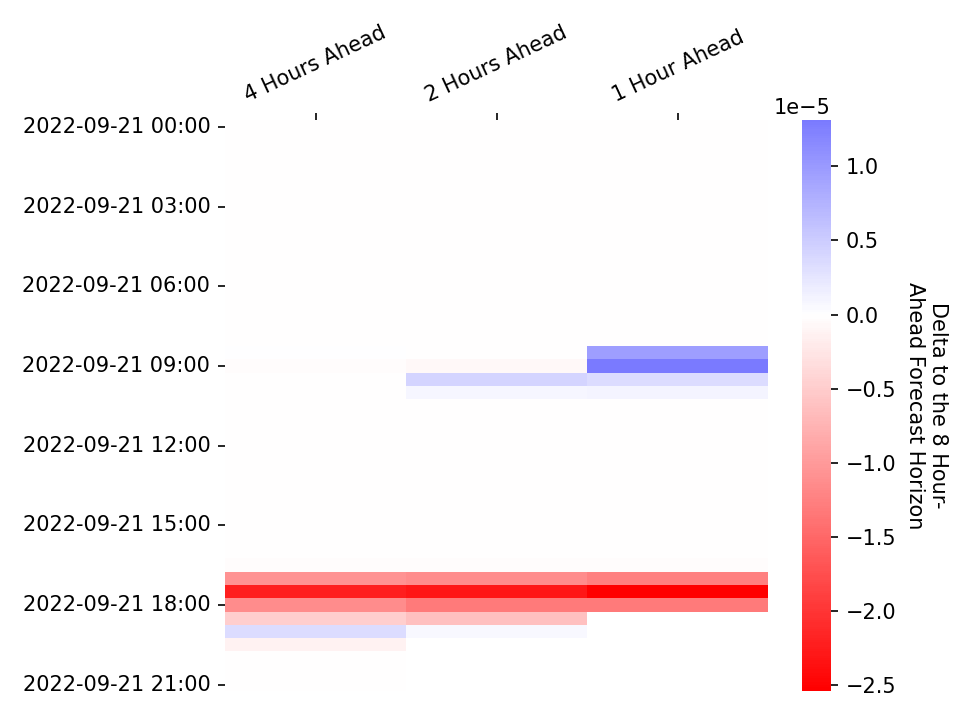 4 Hours Ahead
2 Hours Ahead
1 Hour Ahead
1e−5
2022-09-21 00:00
2022-09-21 03:00
2022-09-21 06:00
2022-09-21 09:00
2022-09-21 12:00
2022-09-21 15:00
2022-09-21 18:00
2022-09-21 21:00
1.0
0.5
0.0
−0.5
−1.0
−1.5
−2.0
−2.5
Delta to the 8 Hour-
Ahead Forecast Horizon